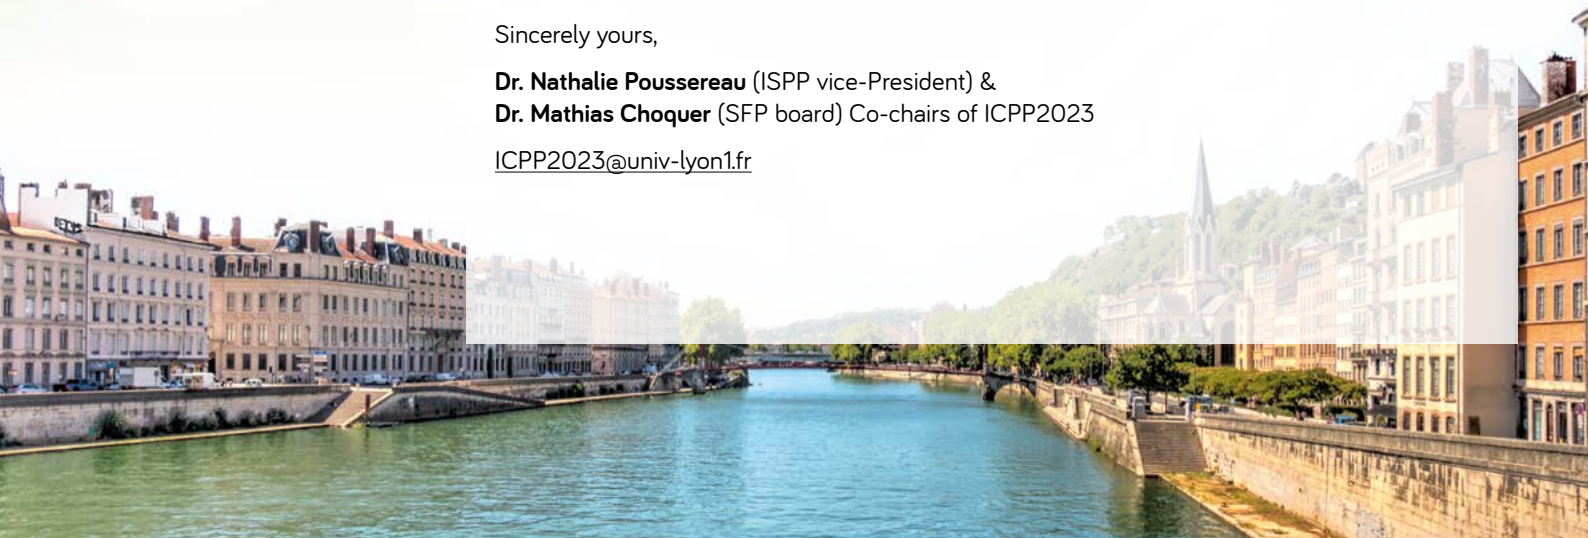 Sincerely yours,
Dr. Nathalie Poussereau (ISPP vice-President) &
Dr. Mathias Choquer (SFP board) Co-chairs of ICPP2023
ICPP2023@univ-lyon1.fr